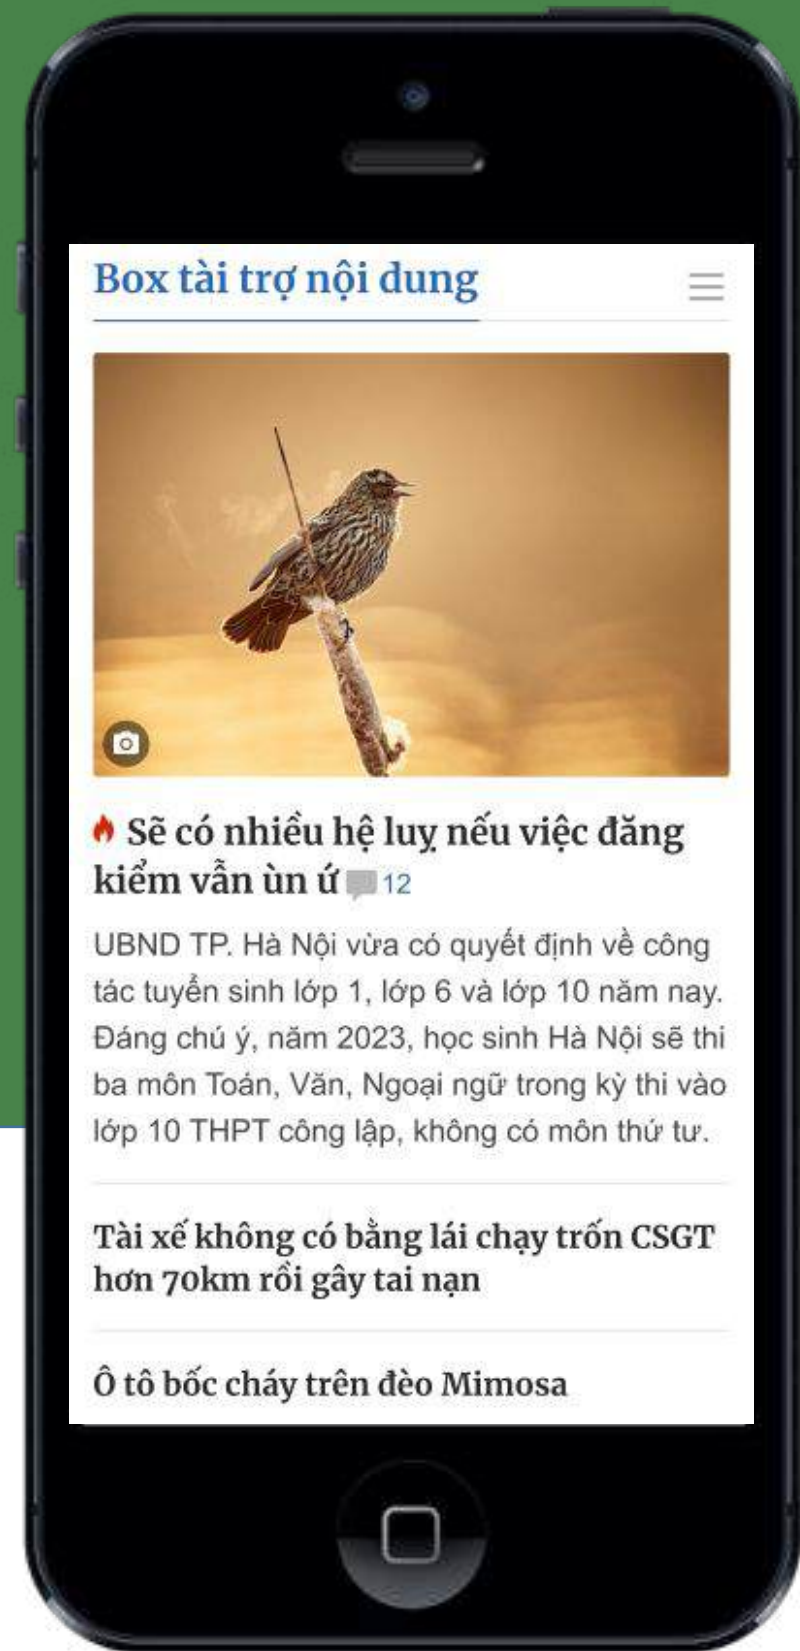 Box tài trợ nội dung
Sẽ có nhiều hệ luỵ nếu việc đăng
kiểm vẫn ùn ứ 12
UBND TP. Hà Nội vừa có quyết định về công
tác tuyển sinh lớp 1, lớp 6 và lớp 10 năm nay.
Đáng chú ý, năm 2023, học sinh Hà Nội sẽ thi
ba môn Toán, Văn, Ngoại ngữ trong kỳ thi vào
lớp 10 THPT công lập, không có môn thứ tư.
Tài xế không có bằng lái chạy trốn CSGT
hơn 70km rồi gây tai nạn
Ô tô bốc cháy trên đèo Mimosa